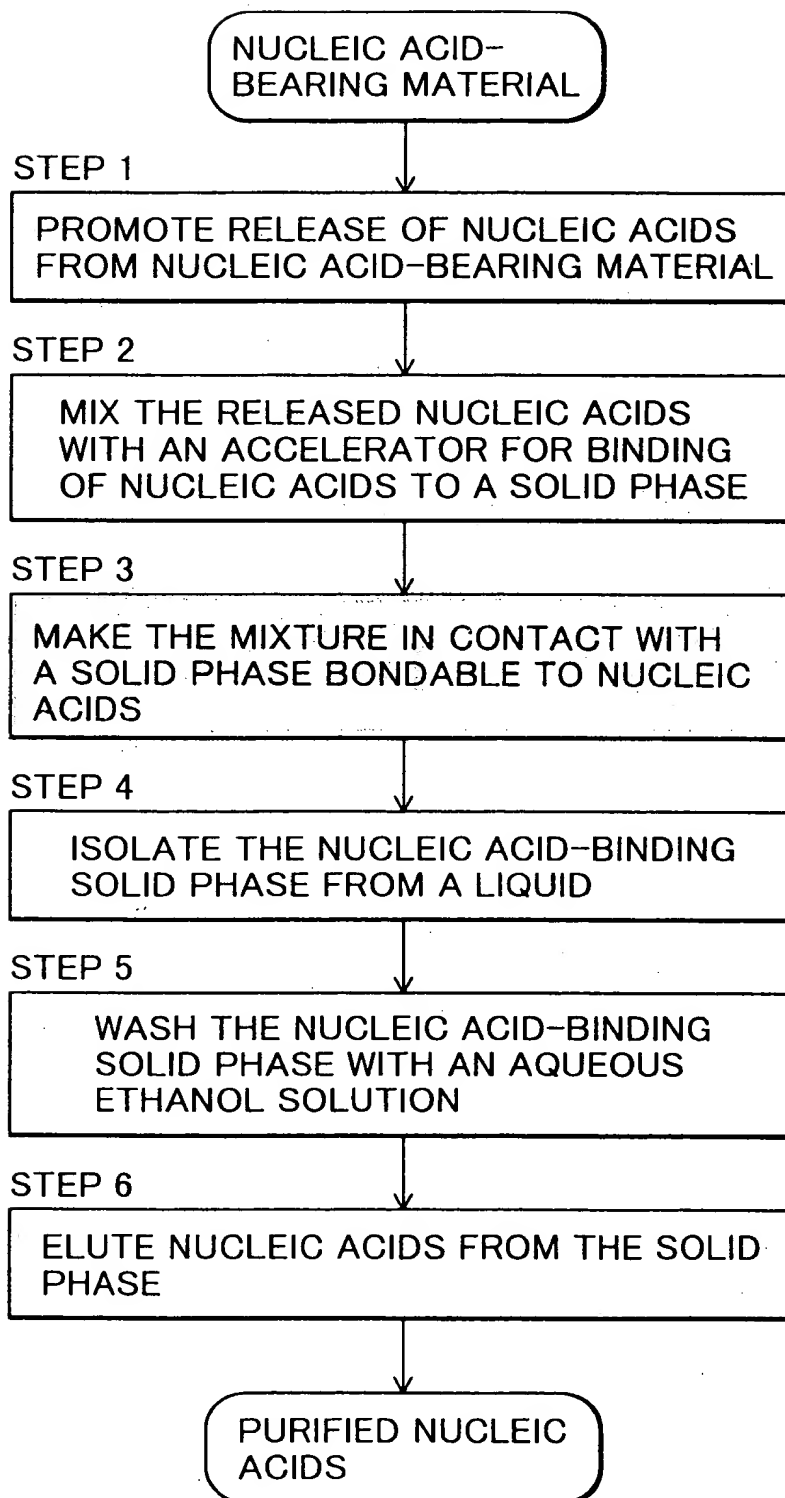 NUCLEIC ACID-
BEARING MATERIAL
STEP 1
PROMOTE RELEASE OF NUCLEIC ACIDS
FROM NUCLEIC ACID-BEARING MATERIAL
STEP 2
MIX THE RELEASED NUCLEIC ACIDS
WITH AN ACCELERATOR FOR BINDING
OF NUCLEIC ACIDS TO A SOLID PHASE
STEP 3
MAKE THE MIXTURE IN CONTACT WITH
A SOLID PHASE BONDABLE TO NUCLEIC
ACIDS
STEP 4
ISOLATE THE NUCLEIC ACID-BINDING
SOLID PHASE FROM A LIQUID
STEP 5
WASH THE NUCLEIC ACID-BINDING
SOLID PHASE WITH AN AQUEOUS
ETHANOL SOLUTION
STEP 6
ELUTE NUCLEIC ACIDS FROM THE SOLID
PHASE
PURIFIED NUCLEIC
ACIDS